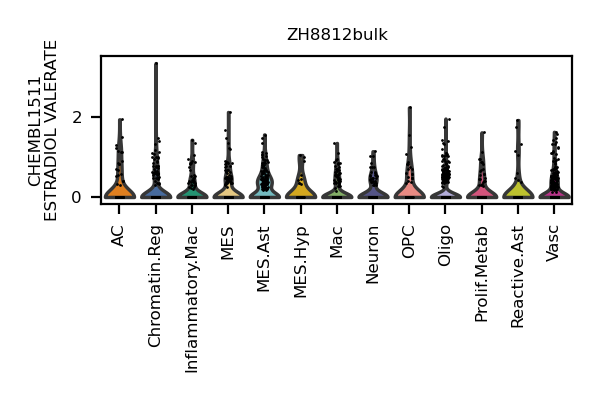 ZH8812bulk
CHEMBL1511
ESTRADIOL VALERATE
2
0
AC
Chromatin.Reg
Inflammatory.Mac
MES
MES.Ast
MES.Hyp
Mac
Neuron
OPC
Oligo
Prolif.Metab
Reactive.Ast
Vasc